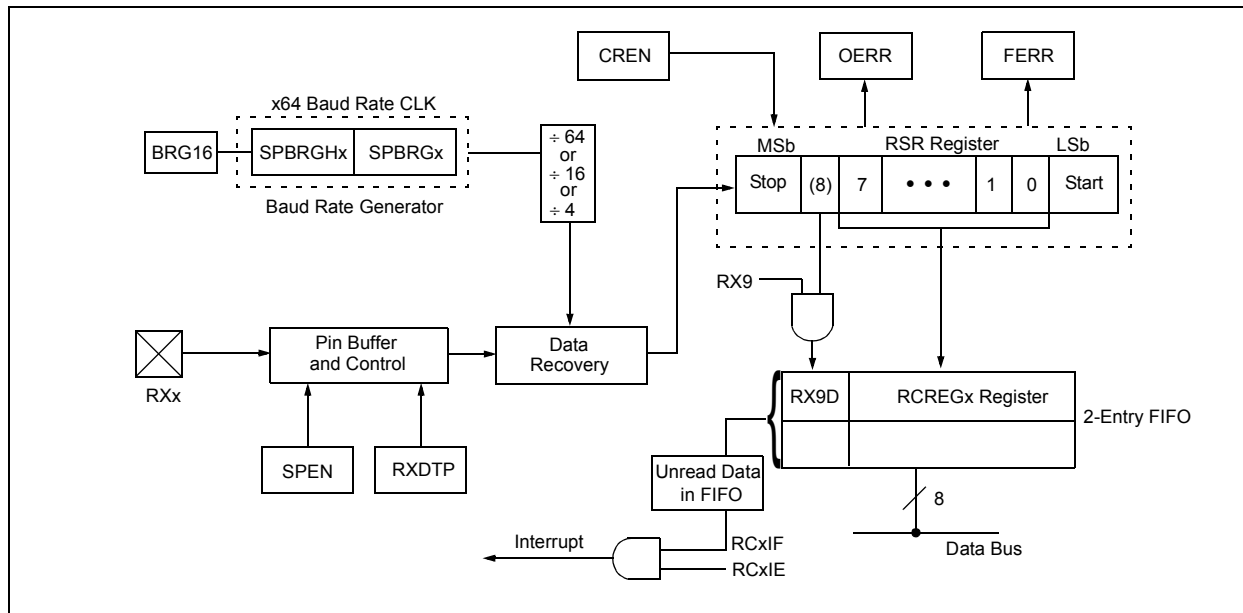 CREN
OERR
FERR
x64 Baud Rate CLK
BRG16
SPBRGHx
SPBRGx
Baud Rate Generator
÷ 64
or
÷ 16
or
÷ 4
MSb
RSR Register
LSb
Stop
(8)
7
• • •
1
0
Start
RX9
RXx
Pin Buffer
and Control
Data
Recovery
SPEN
RXDTP
RX9D
RCREGx Register
2-Entry FIFO
Unread Data
in FIFO
8
Data Bus
Interrupt
RCxIF
RCxIE